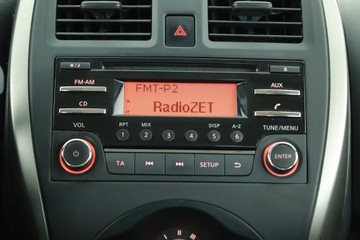 FM•AM
FMT-P2
RadioZET
AUX
CD
VOL
RPT MIX DISP A-Z
1 2 3 4 5 6
TUNE/MENU
TA
SETUP
ENTER